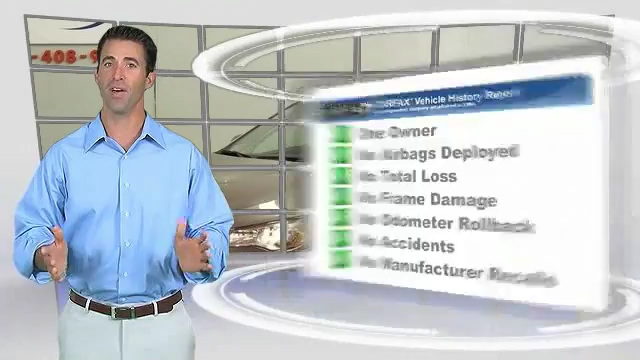 -408-9
Vehicle History Report
One Owner
No Airbags Deployed
No Total Loss
No Frame Damage
No Odometer Rollback
No Accidents
No Manufacturer Recalls